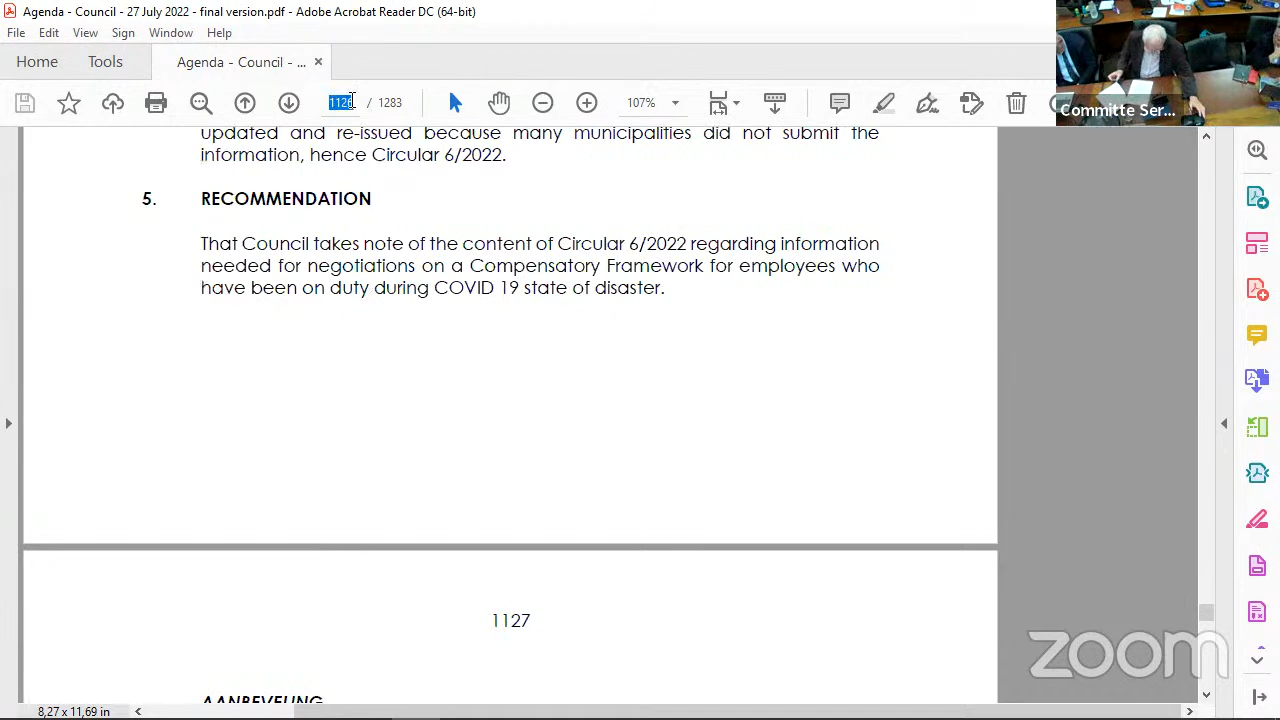 Agenda - Council - 27 July 2022 - final version.pdf - Adobe Acrobat Reader DC (64-bit)
File Edit View Sign Window Help
Home Tools Agenda - Council - ... ×
1126 / 1283 107%
Committe Ser...
updated and re-issued because many municipalities did not submit the
information, hence Circular 6/2022.
5. RECOMMENDATION
That Council takes note of the content of Circular 6/2022 regarding information
needed for negotiations on a Compensatory Framework for employees who
have been on duty during COVID 19 state of disaster.
1127
zoom
AANBEVELING
8,27 x 11,69 in